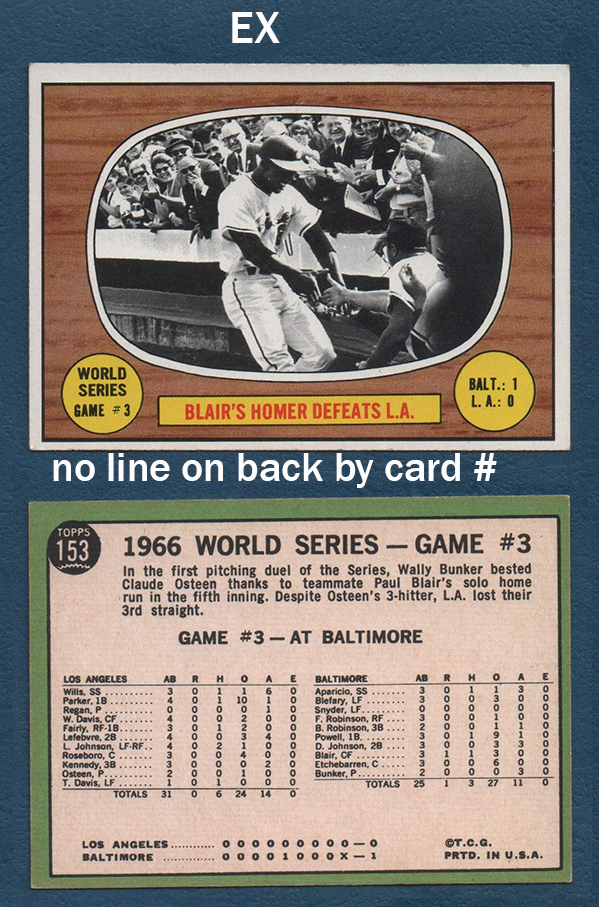 EX
WORLD
SERIES
GAME #3
BLAIR'S HOMER DEFEATS L.A.
BALT.: 1
L. A.: 0
no line on back by card #
TOPPS
153
1966 WORLD SERIES — GAME #3
In the first pitching duel of the Series, Wally Bunker bested
Claude Osteen thanks to teammate Paul Blair's solo home
run in the fifth inning. Despite Osteen's 3-hitter, L.A. lost their
3rd straight.
GAME #3 — AT BALTIMORE
LOS ANGELES AB R H O A E
Wills, SS ......... 3 0 1 1 6 0
Parker, 1B ......... 4 0 1 10 1 0
Regan, P ......... 0 0 0 0 1 0
W. Davis, CF ...... 4 0 0 2 0 0
Fairly, RF-1B ...... 3 0 1 2 0 0
Lefebvre, 2B ...... 4 0 0 3 4 0
L. Johnson, LF-RF.. 4 0 2 1 0 0
Roseboro, C ....... 3 0 0 4 0 0
Kennedy, 3B ...... 3 0 0 0 2 0
Osteen, P ......... 2 0 0 1 0 0
T. Davis, LF ....... 1 0 1 0 0 0
TOTALS 31 0 6 24 14 0
BALTIMORE AB R H O A E
Aparicio, SS ...... 3 0 1 1 3 0
Blefary, LF ....... 3 0 0 1 0 0
Snyder, LF ........ 0 0 0 0 0 0
F. Robinson, RF ... 3 0 0 1 0 0
B. Robinson, 3B ... 2 0 0 1 1 0
Powell, 1B ........ 3 0 1 9 1 0
D. Johnson, 2B .... 3 0 0 3 3 0
Blair, CF ......... 3 1 1 3 0 0
Etchebarren, C .... 3 0 0 6 0 0
Bunker, P ......... 2 0 0 0 3 0
TOTALS 25 1 3 27 11 0
LOS ANGELES ............ 0 0 0 0 0 0 0 0 0 — 0
BALTIMORE .............. 0 0 0 0 1 0 0 0 X — 1
©T.C.G.
PRTD. IN U.S.A.